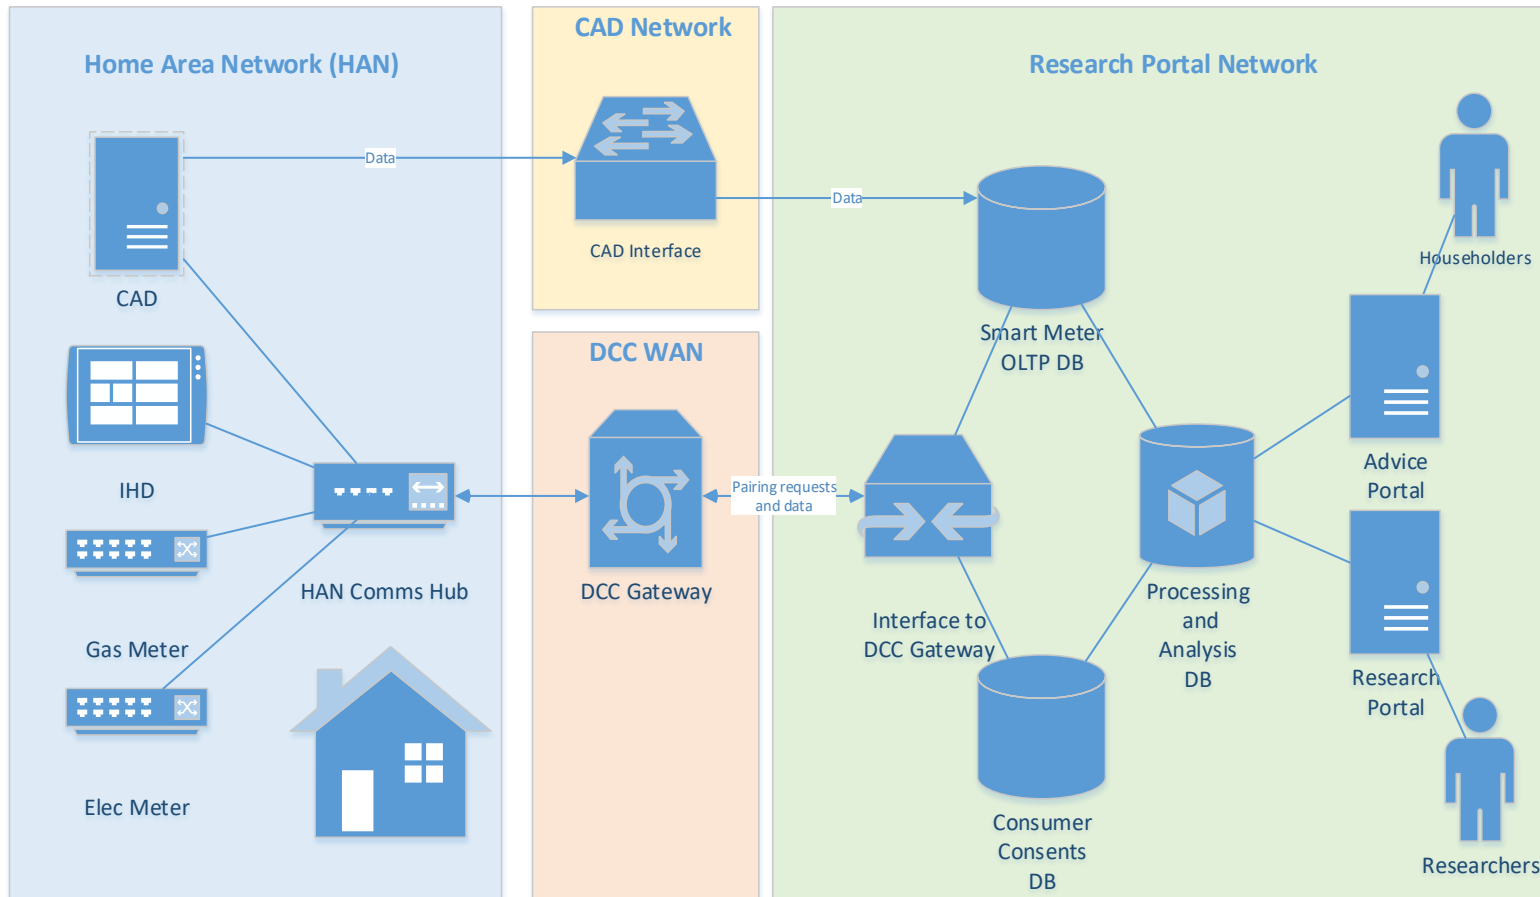 Home Area Network (HAN)
CAD
IHD
Gas Meter
Elec Meter
HAN Comms Hub
Data
CAD Network
CAD Interface
DCC WAN
DCC Gateway
Data
Pairing requests
and data
Research Portal Network
Smart Meter
OLTP DB
Interface to
DCC Gateway
Consumer
Consents
DB
Processing
and
Analysis
DB
Householders
Advice
Portal
Research
Portal
Researchers